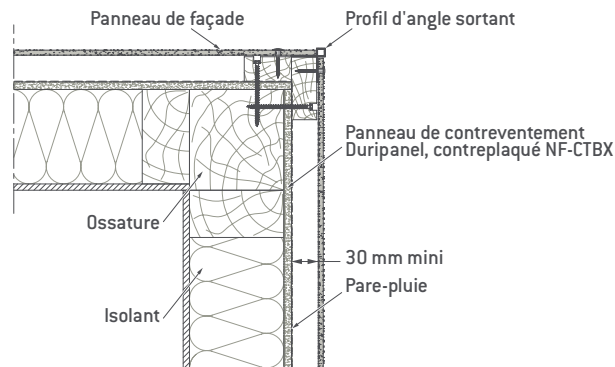 Panneau de façade
Profil d'angle sortant
Panneau de contreventement
Duripanel, contreplaqué NF-CTBX
Ossature
30 mm mini
Pare-pluie
Isolant